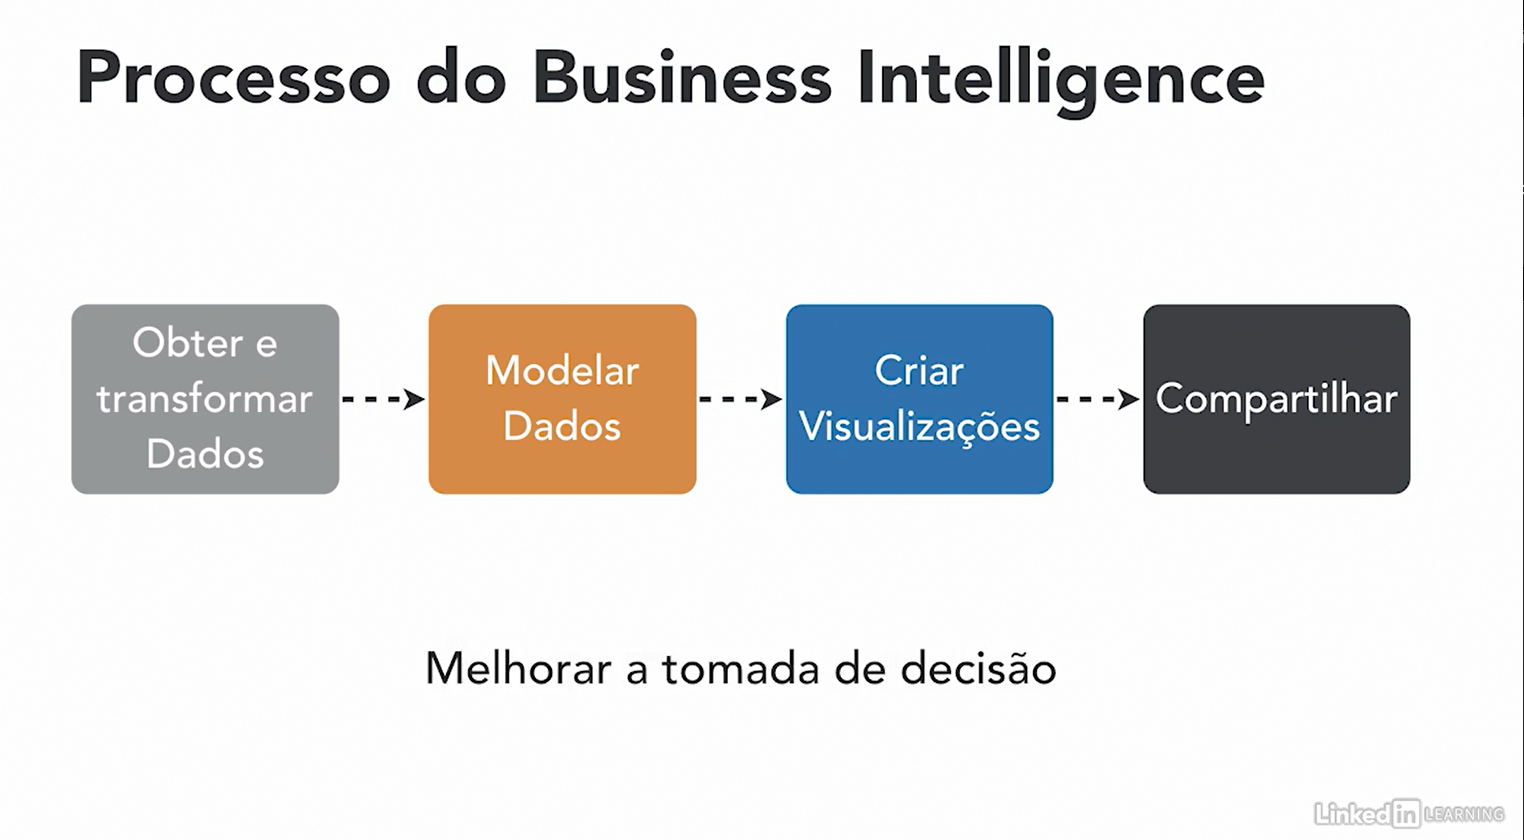 Processo do Business Intelligence
Obter e
transformar
Dados
Modelar
Dados
Criar
Visualizações
Compartilhar
Melhorar a tomada de decisão
Linked in LEARNING